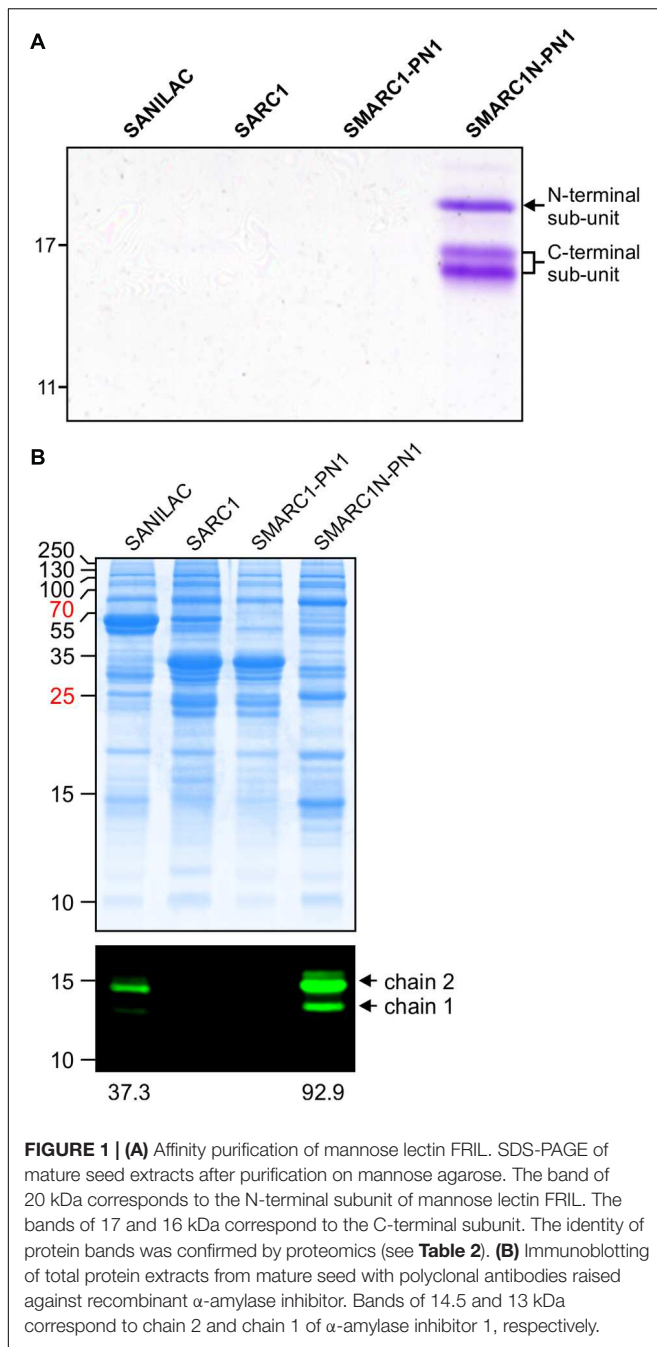 A
SANILAC
SARC1
SMARC1-PN1
SMARC1N-PN1
N-terminal
sub-unit
17
C-terminal
sub-unit
11
B
SANILAC
SARC1
SMARC1-PN1
SMARC1N-PN1
250
130
100
70
55
35
25
15
10
15
chain 2
chain 1
10
37.3 92.9
FIGURE 1 | (A) Affinity purification of mannose lectin FRIL. SDS-PAGE of
mature seed extracts after purification on mannose agarose. The band of
20 kDa corresponds to the N-terminal subunit of mannose lectin FRIL. The
bands of 17 and 16 kDa correspond to the C-terminal subunit. The identity of
protein bands was confirmed by proteomics (see Table 2). (B) Immunoblotting
of total protein extracts from mature seed with polyclonal antibodies raised
against recombinant α-amylase inhibitor. Bands of 14.5 and 13 kDa
correspond to chain 2 and chain 1 of α-amylase inhibitor 1, respectively.